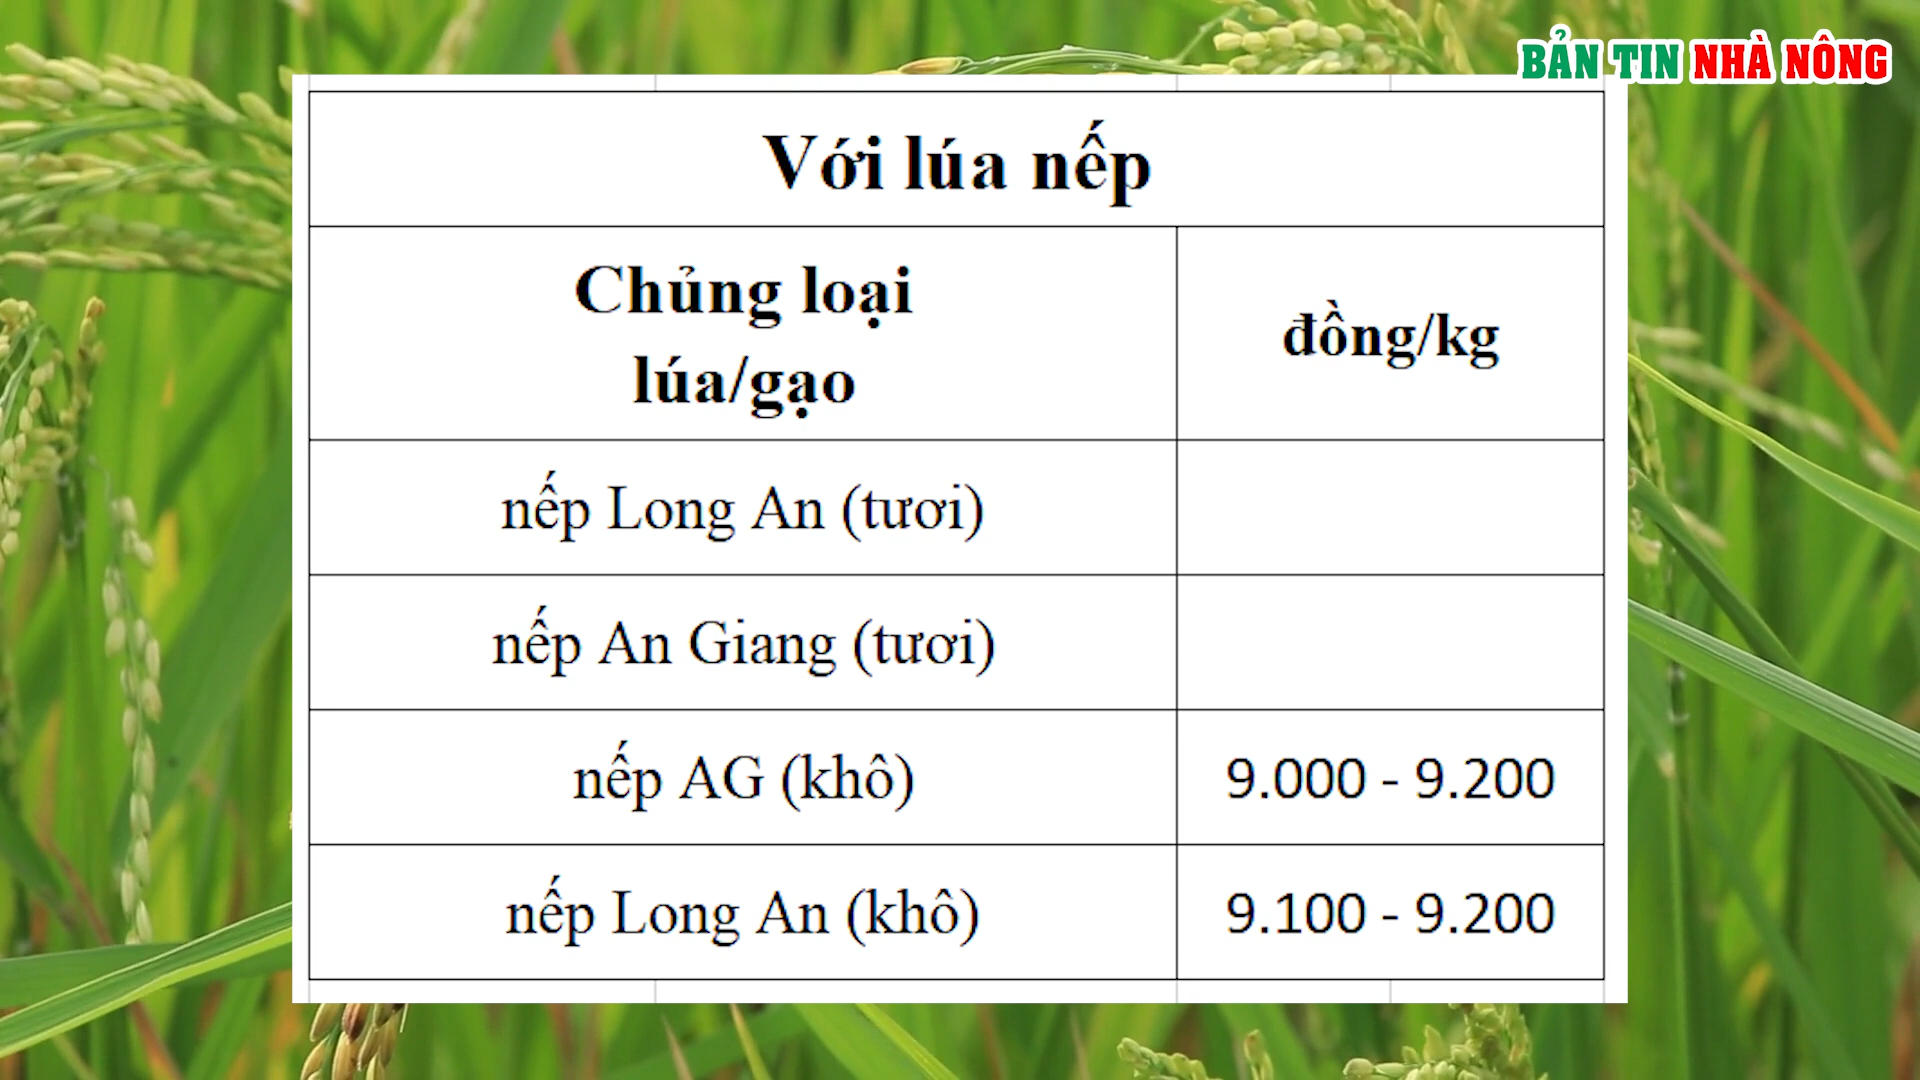 BẢN TIN NHÀ NÔNG
Với lúa nếp
Chủng loại
lúa/gạo
đồng/kg
nếp Long An (tươi)
nếp An Giang (tươi)
nếp AG (khô)
9.000 - 9.200
nếp Long An (khô)
9.100 - 9.200